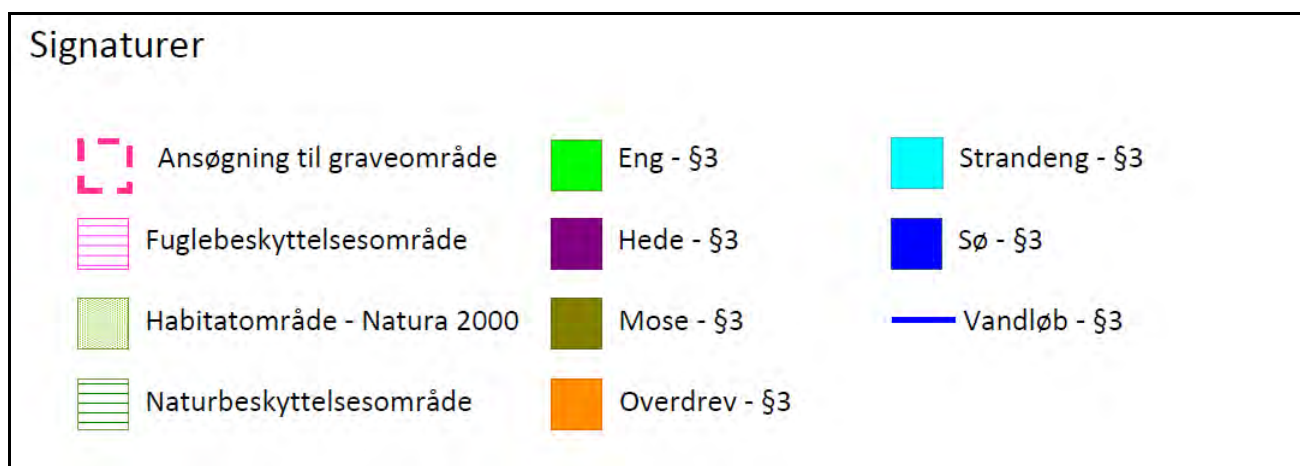 Signaturer
Ansøgning til graveområde
Fuglebeskyttelsesområde
Habitatområde - Natura 2000
Naturbeskyttelsesområde
Eng - §3
Hede - §3
Mose - §3
Overdrev - §3
Strandeng - §3
Sø - §3
Vandløb - §3